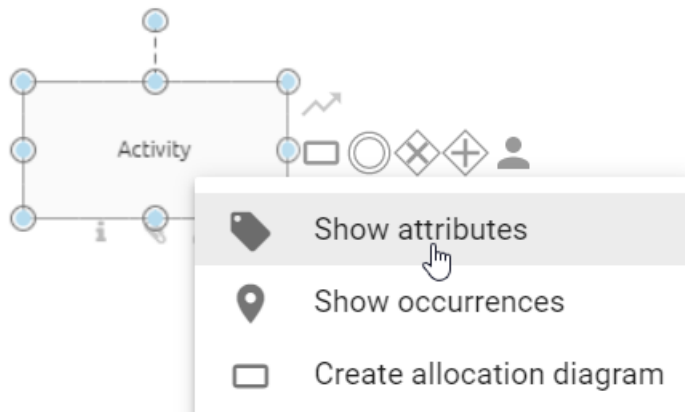 Activity
Show attributes
Show occurrences
Create allocation diagram